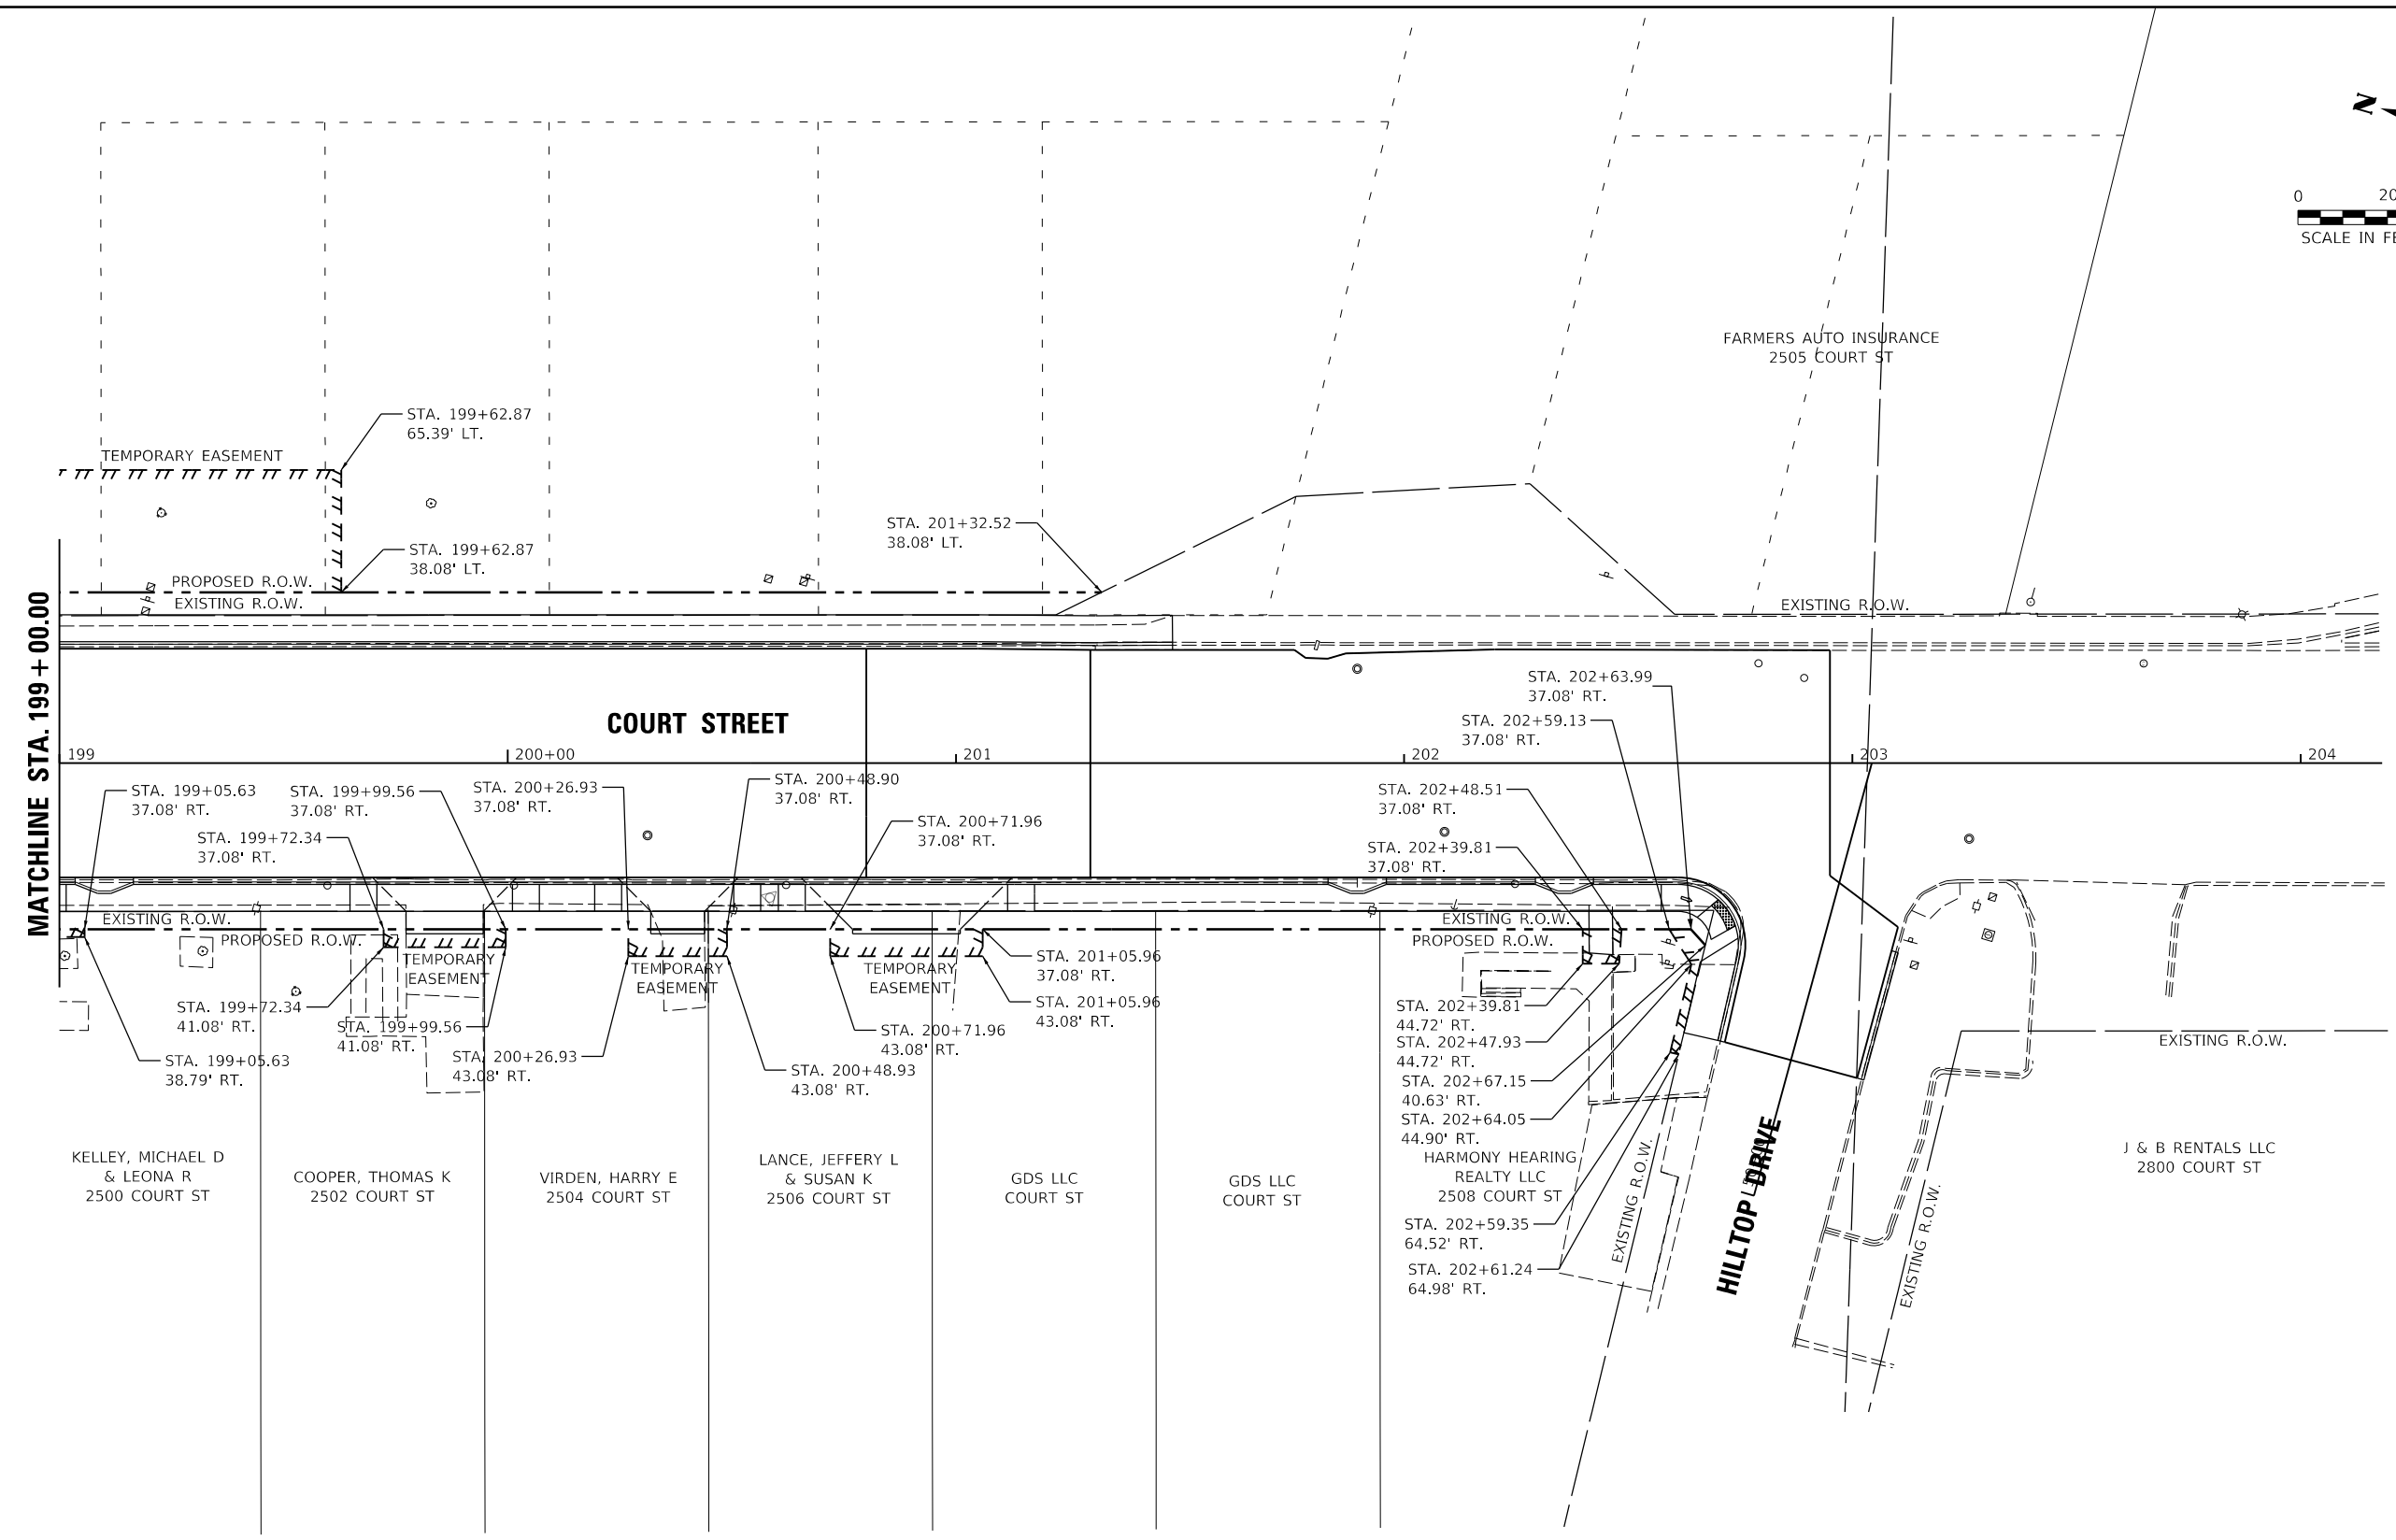 N
0 20
SCALE IN FE
FARMERS AUTO INSURANCE
2505 COURT ST
STA. 199+62.87
65.39' LT.
TEMPORARY EASEMENT
STA. 201+32.52
38.08' LT.
STA. 199+62.87
38.08' LT.
PROPOSED R.O.W.
EXISTING R.O.W.
EXISTING R.O.W.
MATCHLINE STA. 199+00.00
COURT STREET
199
200+00
201
202
203
204
STA. 202+63.99
37.08' RT.
STA. 202+59.13
37.08' RT.
STA. 202+48.51
37.08' RT.
STA. 202+39.81
37.08' RT.
STA. 199+05.63
37.08' RT.
STA. 199+99.56
37.08' RT.
STA. 200+26.93
37.08' RT.
STA. 200+48.90
37.08' RT.
STA. 199+72.34
37.08' RT.
STA. 200+71.96
37.08' RT.
EXISTING R.O.W.
PROPOSED R.O.W.
EXISTING R.O.W.
PROPOSED R.O.W.
TEMPORARY
EASEMENT
TEMPORARY
EASEMENT
TEMPORARY
EASEMENT
STA. 201+05.96
37.08' RT.
STA. 201+05.96
43.08' RT.
STA. 199+72.34
41.08' RT.
STA. 199+99.56
41.08' RT.
STA. 200+26.93
43.08' RT.
STA. 200+71.96
43.08' RT.
STA. 200+48.93
43.08' RT.
STA. 199+05.63
38.79' RT.
STA. 202+39.81
44.72' RT.
STA. 202+47.93
44.72' RT.
STA. 202+67.15
40.63' RT.
STA. 202+64.05
44.90' RT.
EXISTING R.O.W.
KELLEY, MICHAEL D
& LEONA R
2500 COURT ST
COOPER, THOMAS K
2502 COURT ST
VIRDEN, HARRY E
2504 COURT ST
LANCE, JEFFERY L
& SUSAN K
2506 COURT ST
GDS LLC
COURT ST
GDS LLC
COURT ST
HARMONY HEARING
REALTY LLC
2508 COURT ST
STA. 202+59.35
64.52' RT.
STA. 202+61.24
64.98' RT.
EXISTING R.O.W.
HILLTOP DRIVE
EXISTING R.O.W.
J & B RENTALS LLC
2800 COURT ST